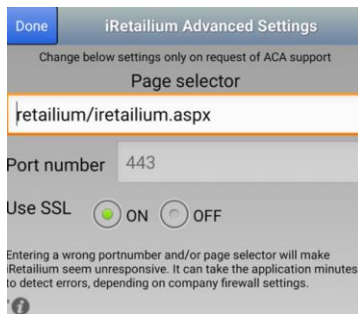 Done iRetailium Advanced Settings
Change below settings only on request of ACA support
Page selector
retailium/iretailium.aspx
Port number 443
Use SSL ON OFF
Entering a wrong portnumber and/or page selector will make
iRetailium seem unresponsive. It can take the application minutes
to detect errors, depending on company firewall settings.